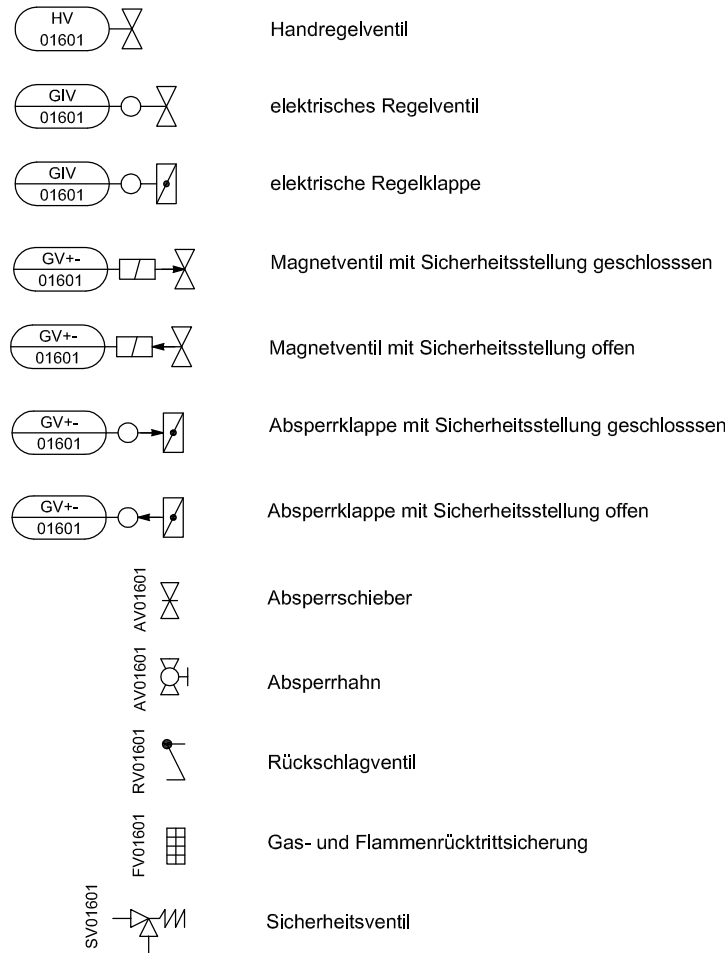 HV
01601
Handregelventil
GIV
01601
elektrisches Regelventil
GIV
01601
elektrische Regelklappe
GV+-
01601
Magnetventil mit Sicherheitsstellung geschlosssen
GV+-
01601
Magnetventil mit Sicherheitsstellung offen
GV+-
01601
Absperrklappe mit Sicherheitsstellung geschlosssen
GV+-
01601
Absperrklappe mit Sicherheitsstellung offen
AV01601
Absperrschieber
AV01601
Absperrhahn
RV01601
Rückschlagventil
FV01601
Gas- und Flammenrücktrittsicherung
SV01601
Sicherheitsventil